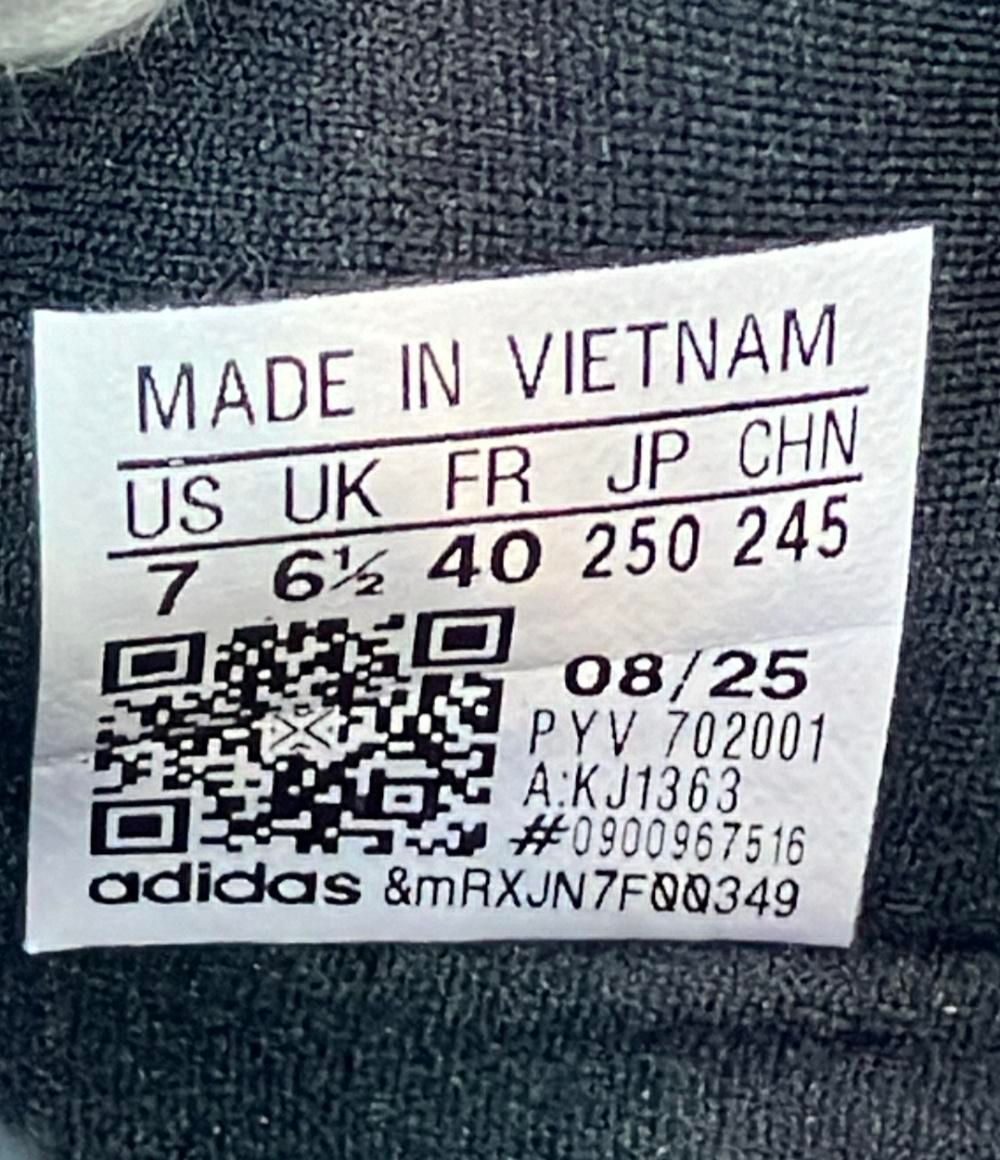 MADE IN VIETNAM
US UK FR JP CHN
7 6½ 40 250 245
08/25
PYV 702001
A:KJ1363
#0900967516
adidas &mRXJN7F00349